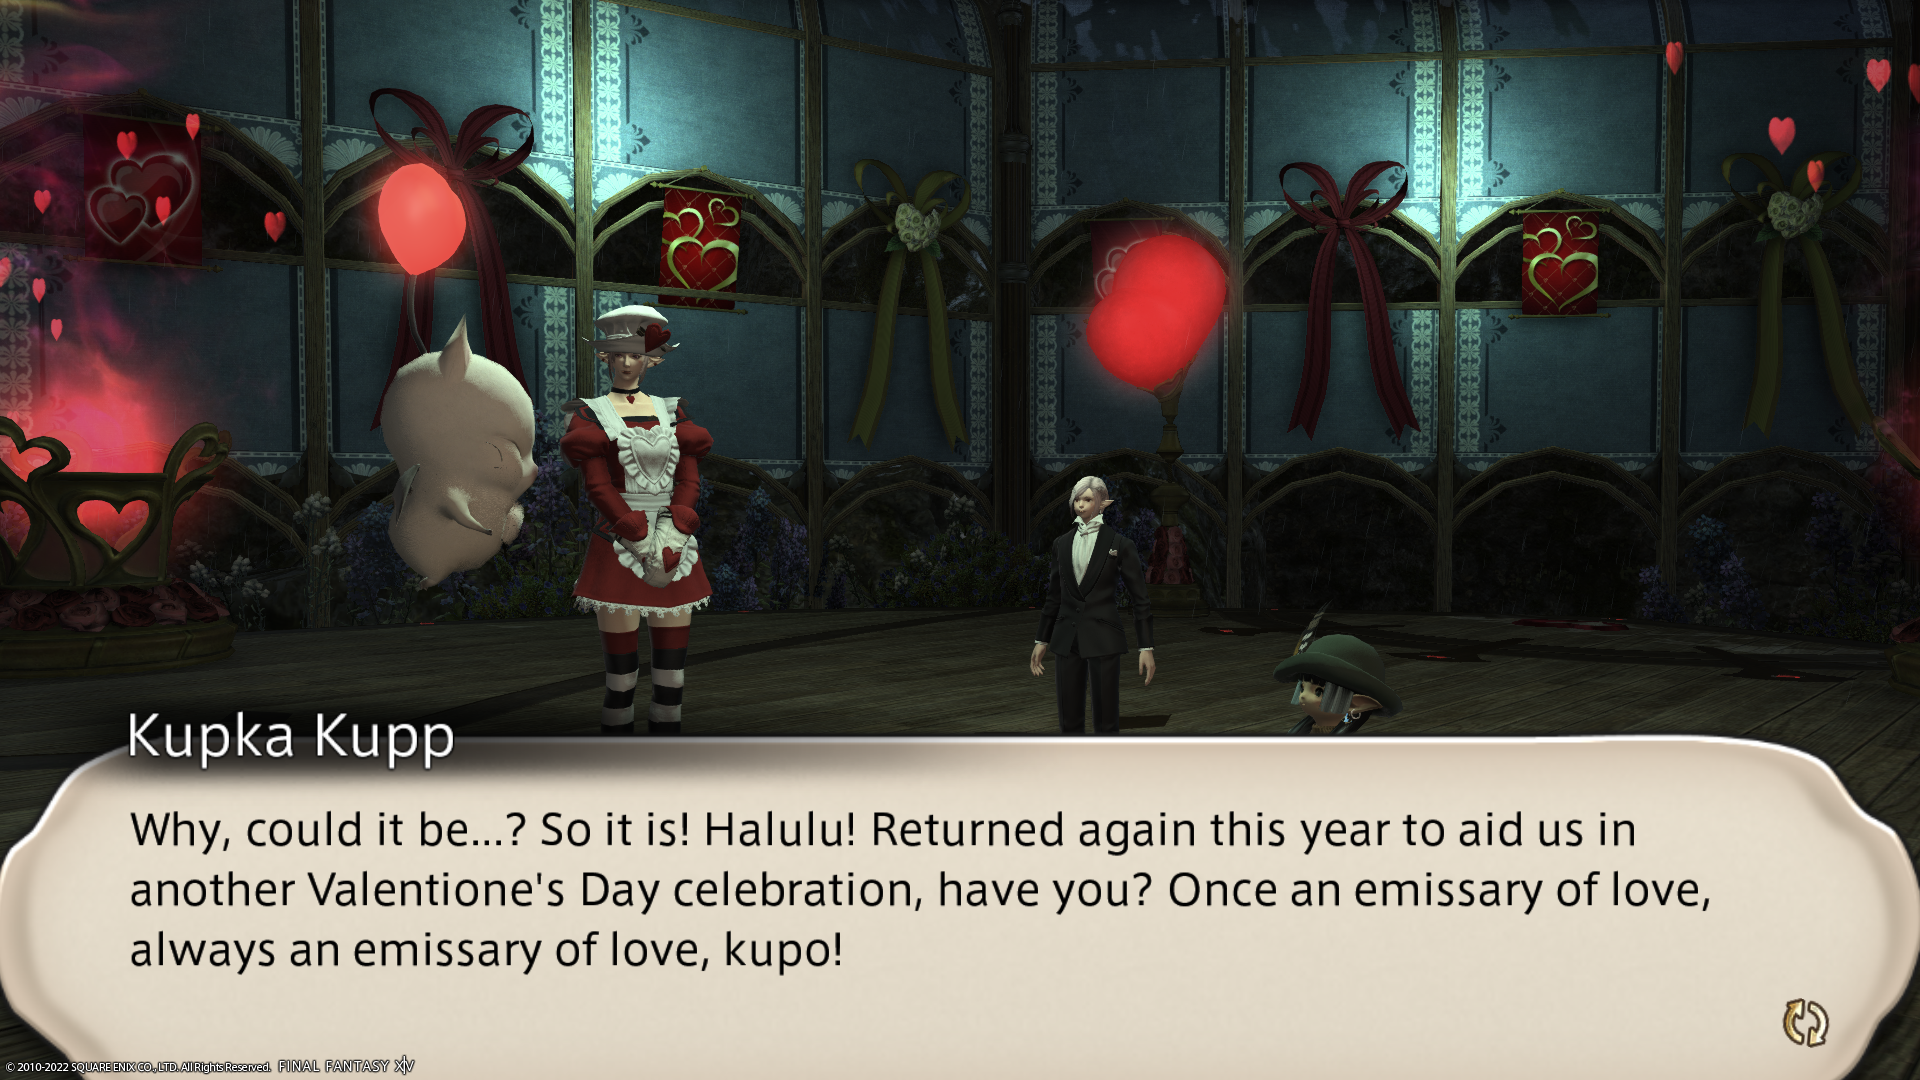 Kupka Kupp
Why, could it be...? So it is! Halulu! Returned again this year to aid us in
another Valentione's Day celebration, have you? Once an emissary of love,
always an emissary of love, kupo!
© 2010-2022 SQUARE ENIX CO., LTD. All Rights Reserved. FINAL FANTASY XIV